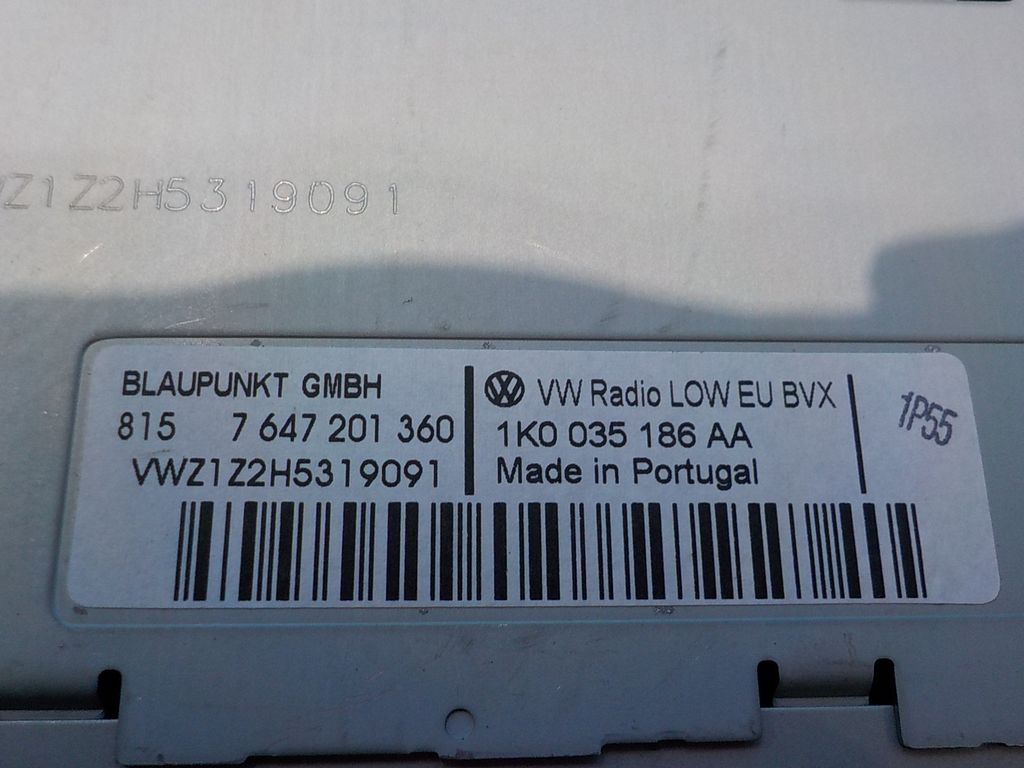 Z1Z2H5319091
BLAUPUNKT GMBH
815 7 647 201 360
VWZ1Z2H5319091
VW Radio LOW EU BVX
1K0 035 186 AA
Made in Portugal
1P55